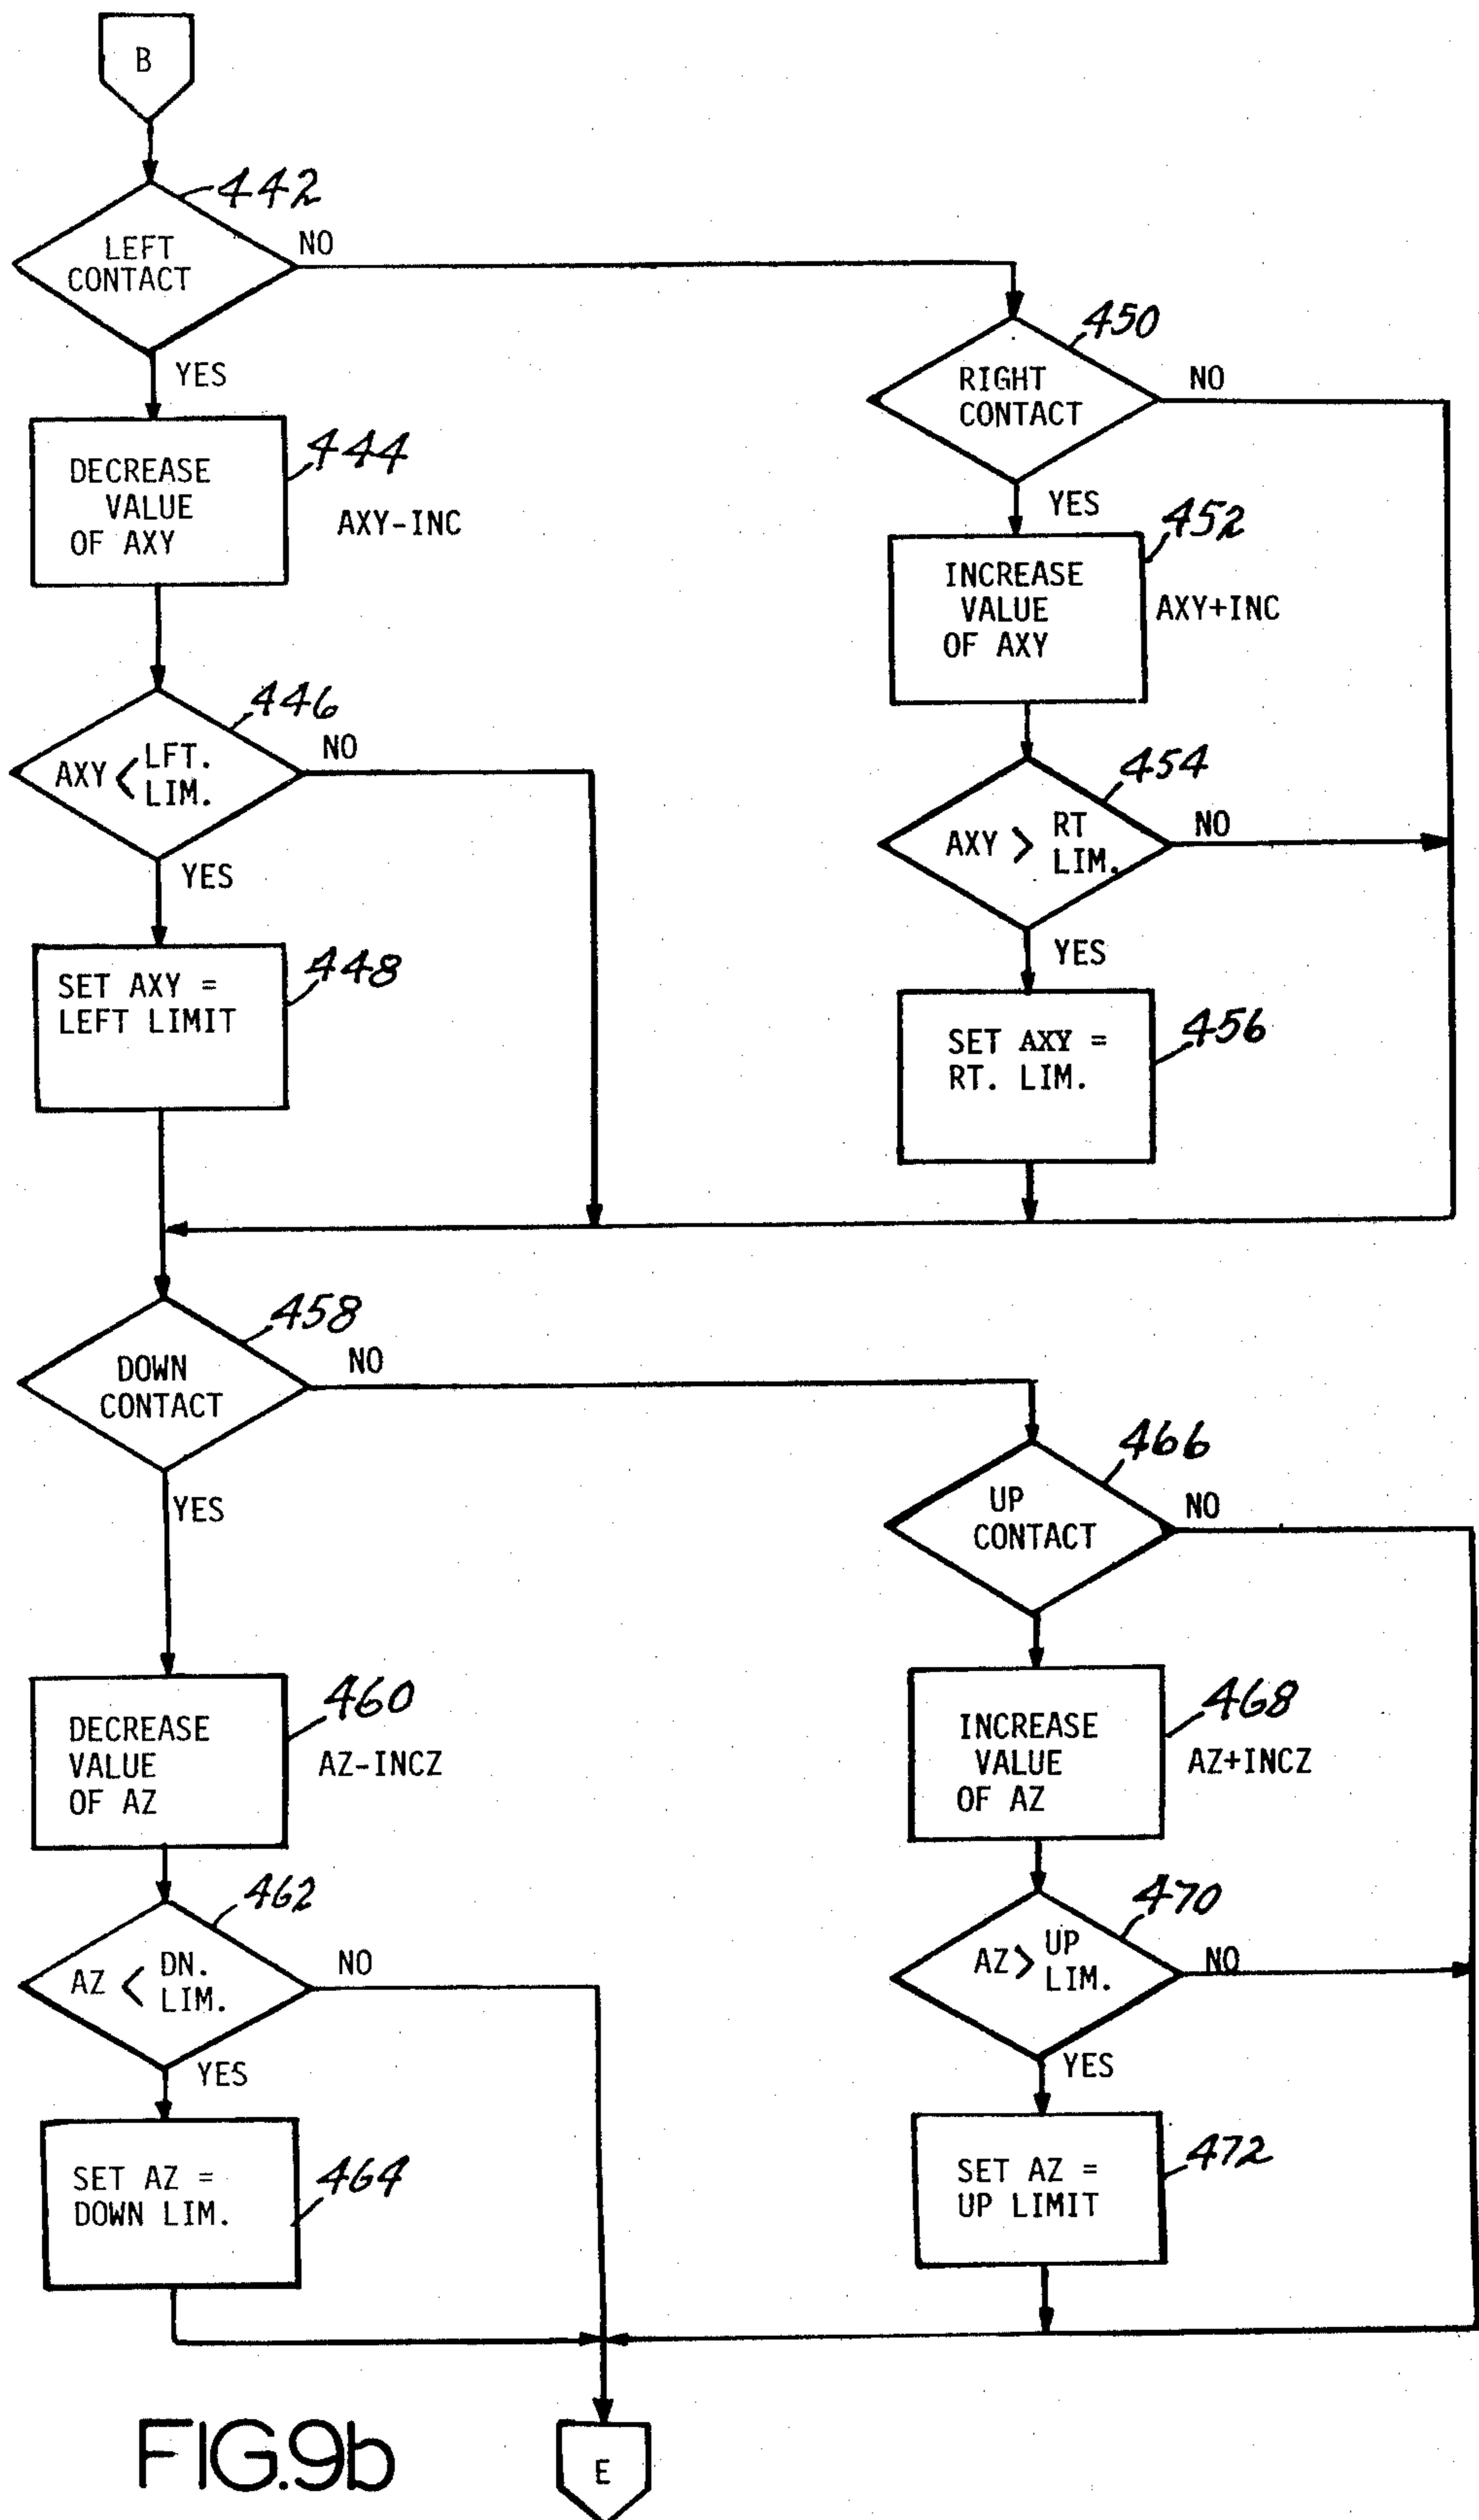 B
442
LEFT
CONTACT
NO
YES
450
RIGHT
CONTACT
NO
YES
444
DECREASE
VALUE
OF AXY
AXY-INC
452
INCREASE
VALUE
OF AXY
AXY+INC
446
AXY < LFT.
LIM.
NO
YES
454
AXY > RT
LIM.
NO
YES
448
SET AXY =
LEFT LIMIT
456
SET AXY =
RT. LIM.
458
DOWN
CONTACT
NO
YES
466
UP
CONTACT
NO
460
DECREASE
VALUE
OF AZ
AZ-INCZ
468
INCREASE
VALUE
OF AZ
AZ+INCZ
462
AZ < DN.
LIM.
NO
YES
470
AZ > UP
LIM.
NO
YES
464
SET AZ =
DOWN LIM.
472
SET AZ =
UP LIMIT
E
FIG.9b